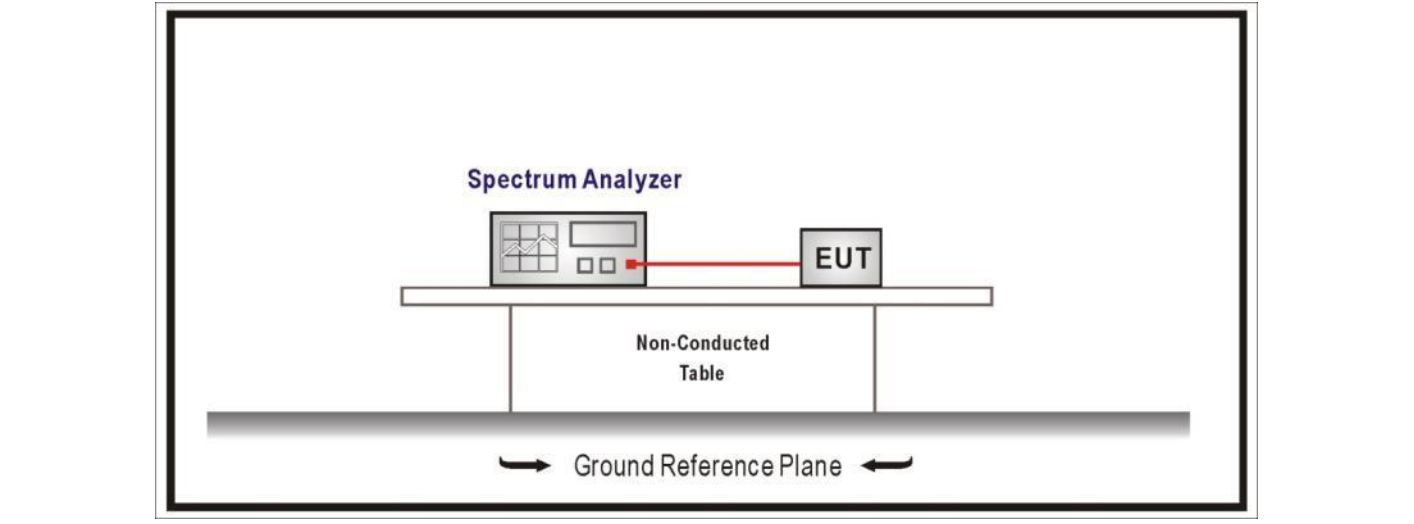 Spectrum Analyzer
EUT
Non-Conducted
Table
Ground Reference Plane